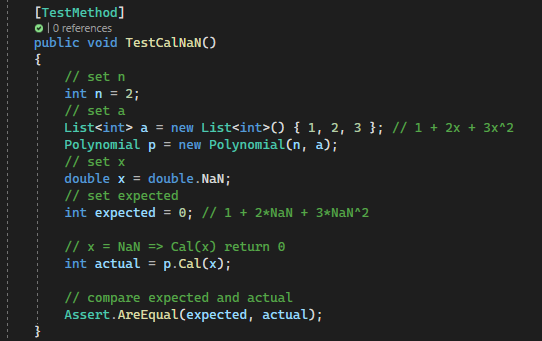 [TestMethod]
| 0 references
public void TestCalNaN()
{
// set n
int n = 2;
// set a
List<int> a = new List<int>() { 1, 2, 3 }; // 1 + 2x + 3x^2
Polynomial p = new Polynomial(n, a);
// set x
double x = double.NaN;
// set expected
int expected = 0; // 1 + 2*NaN + 3*NaN^2
// x = NaN => Cal(x) return 0
int actual = p.Cal(x);
// compare expected and actual
Assert.AreEqual(expected, actual);
}